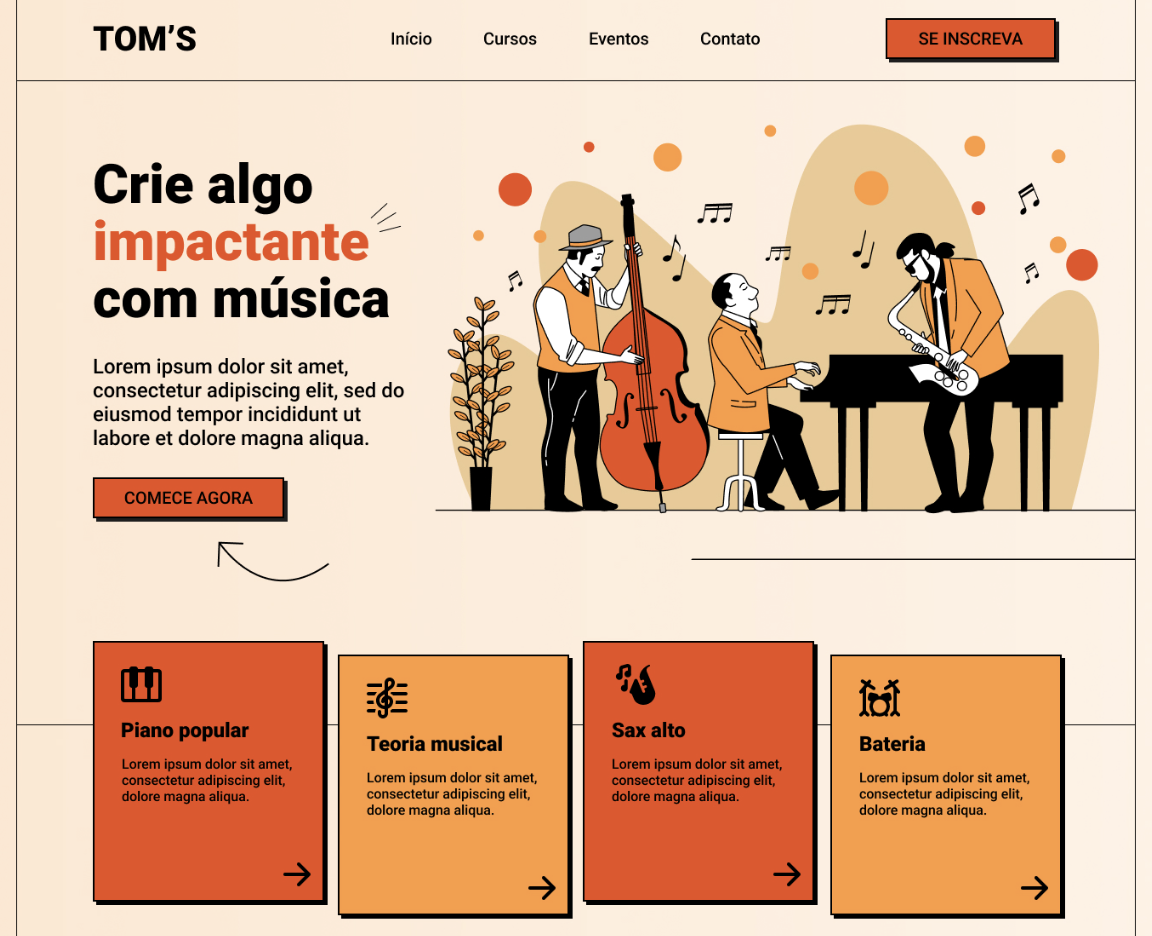 TOM'S
Início
Cursos
Eventos
Contato
SE INSCREVA
Crie algo
impactante
com música
Lorem ipsum dolor sit amet,
consectetur adipiscing elit, sed do
eiusmod tempor incididunt ut
labore et dolore magna aliqua.
COMECE AGORA
Piano popular
Lorem ipsum dolor sit amet,
consectetur adipiscing elit,
dolore magna aliqua.
Teoria musical
Lorem ipsum dolor sit amet,
consectetur adipiscing elit,
dolore magna aliqua.
Sax alto
Lorem ipsum dolor sit amet,
consectetur adipiscing elit,
dolore magna aliqua.
Bateria
Lorem ipsum dolor sit amet,
consectetur adipiscing elit,
dolore magna aliqua.